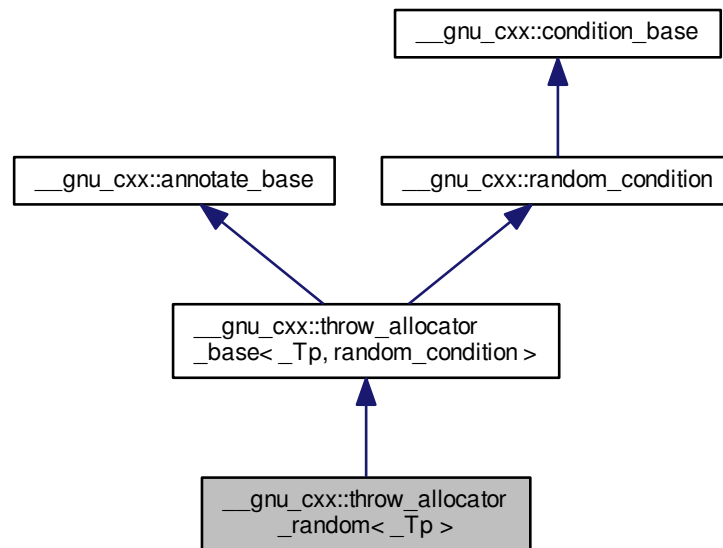 __gnu_cxx::condition_base
__gnu_cxx::annotate_base
__gnu_cxx::random_condition
__gnu_cxx::throw_allocator
_base< _Tp, random_condition >
__gnu_cxx::throw_allocator
_random< _Tp >